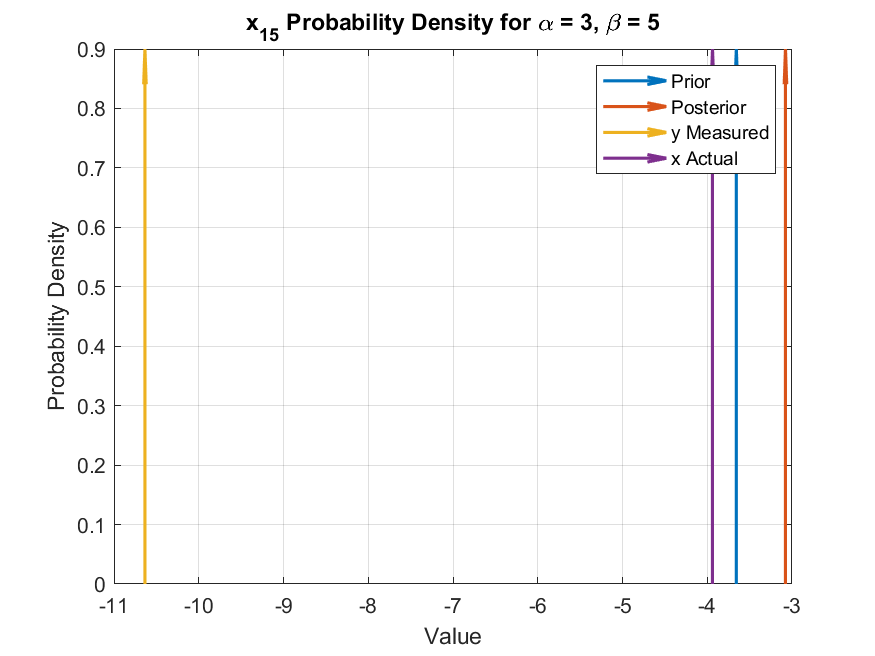 x15 Probability Density for α = 3, β = 5
0.9
0.8
0.7
0.6
0.5
0.4
0.3
0.2
0.1
0
Probability Density
Prior
Posterior
y Measured
x Actual
-11 -10 -9 -8 -7 -6 -5 -4 -3
Value